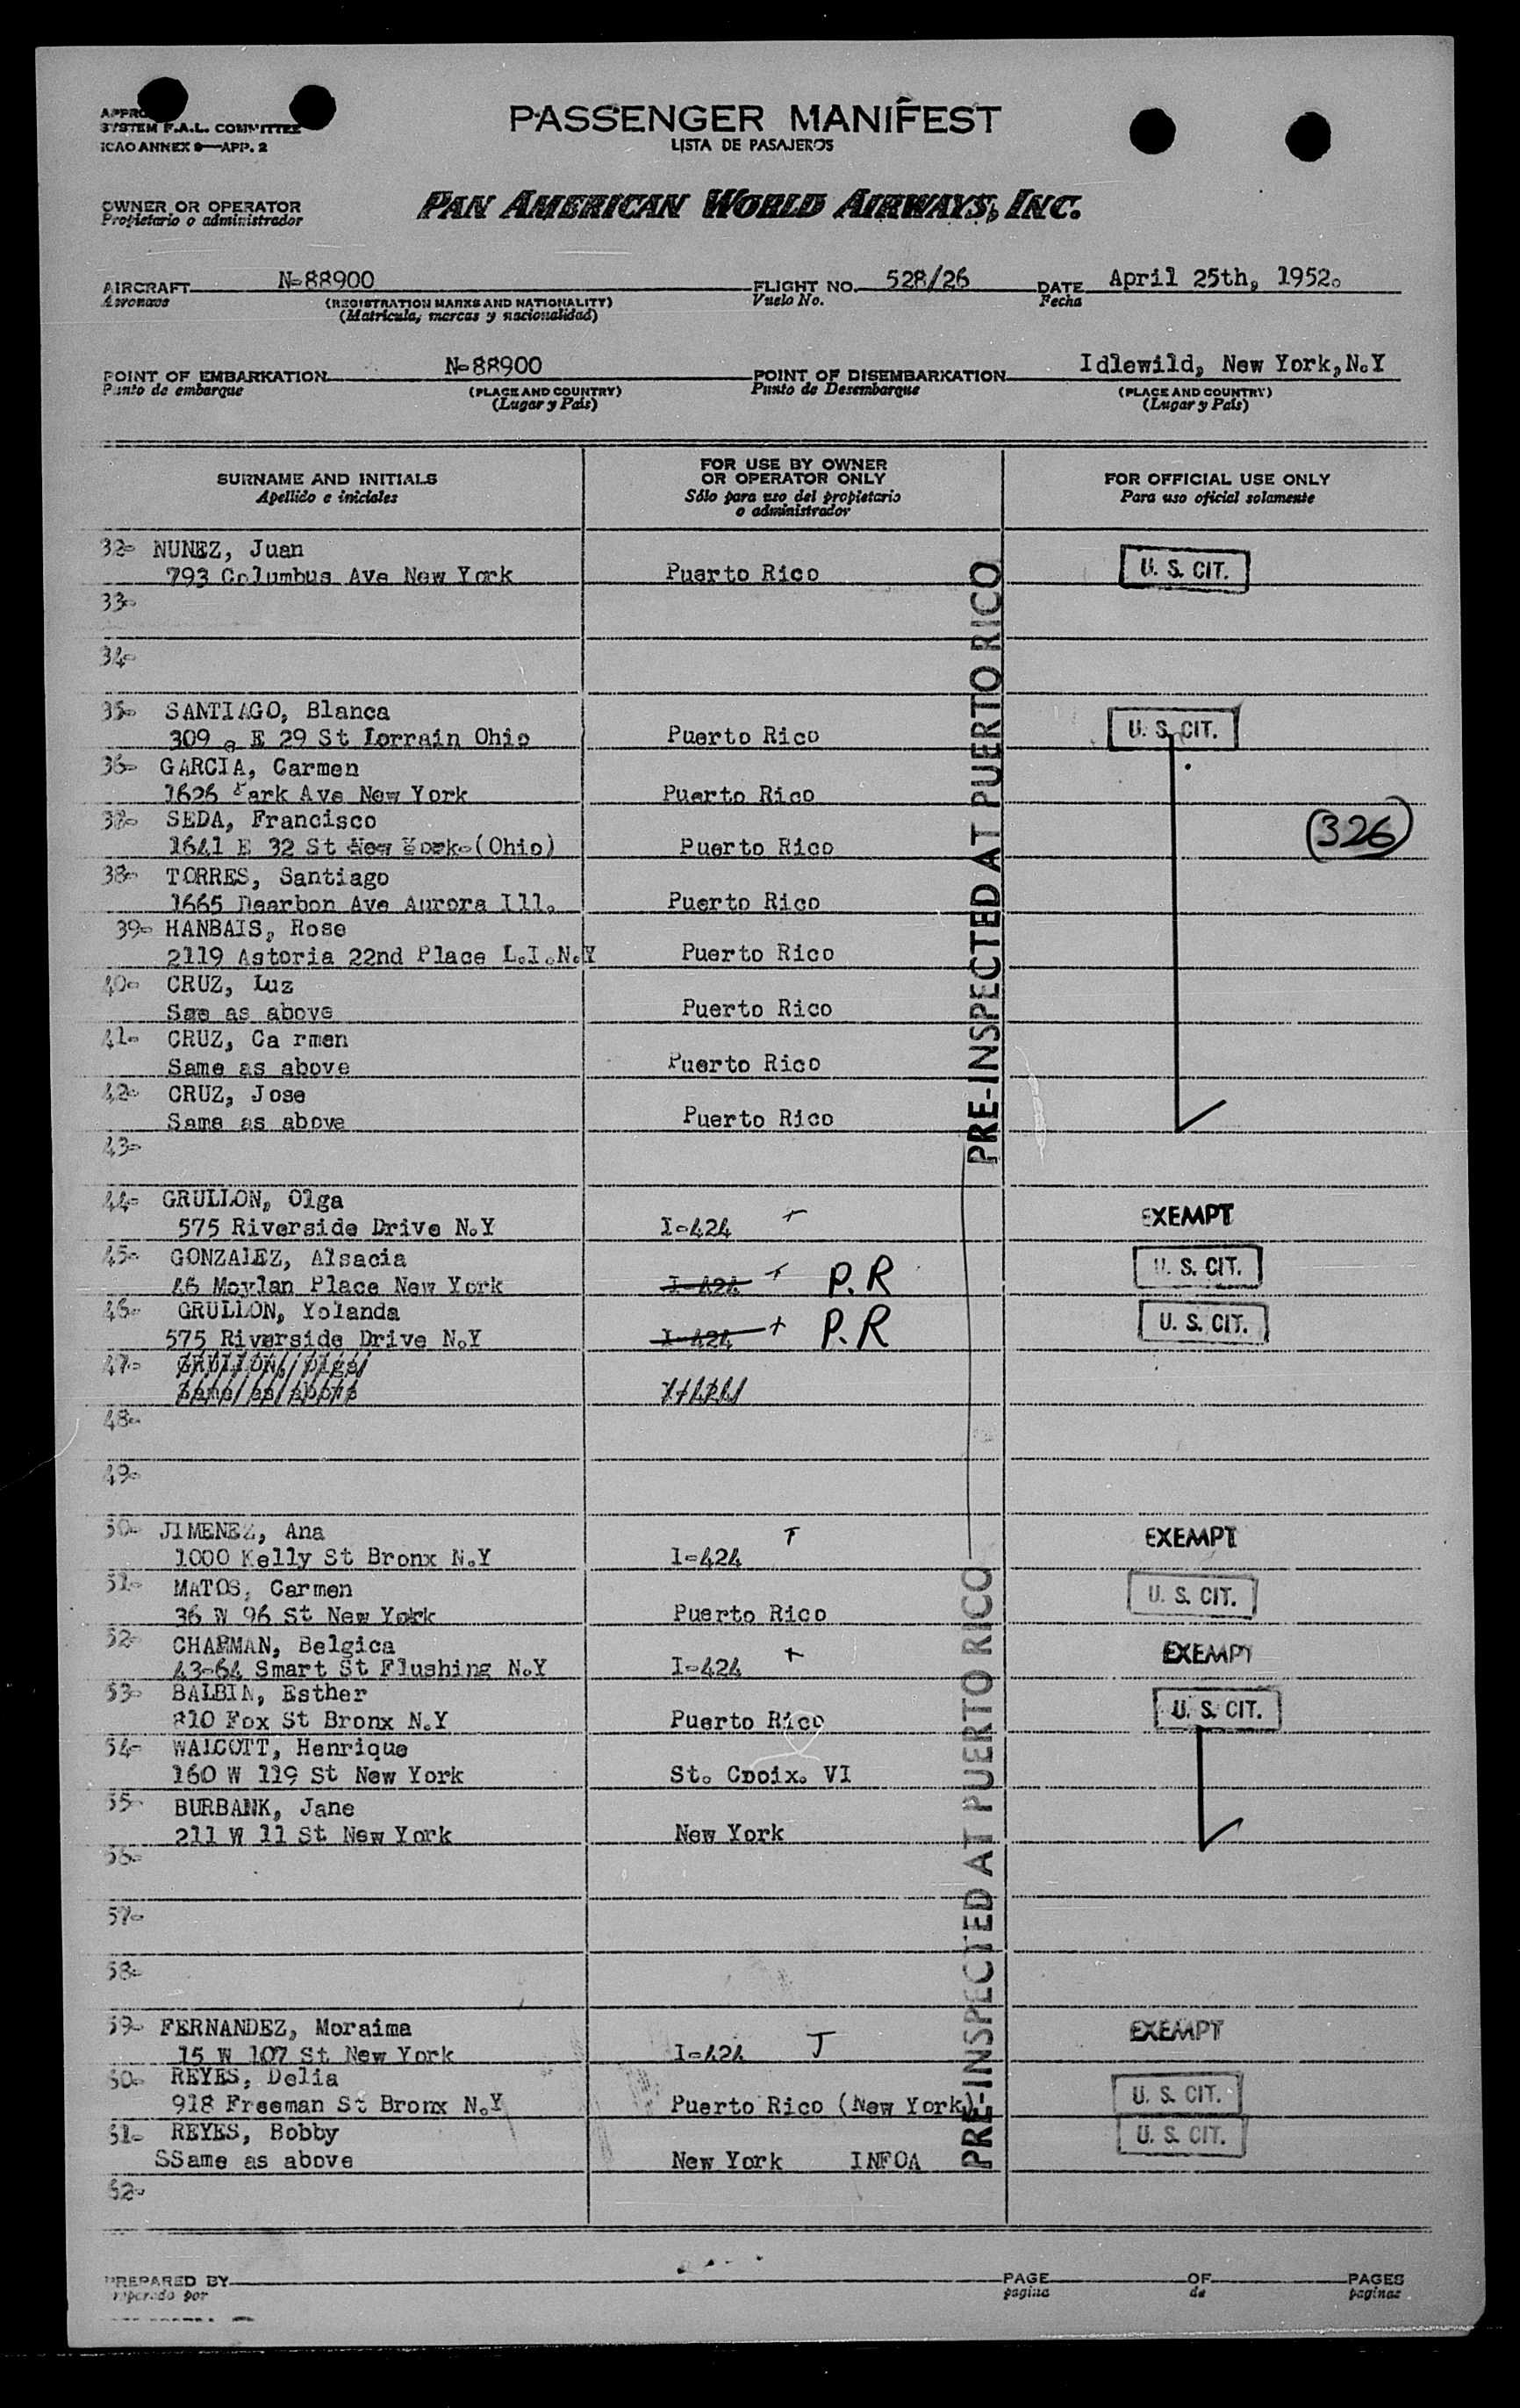 SYSTEM F.A.L. COMMITTEE
ICAO ANNEX 9—APP. 2
PASSENGER MANIFEST
LISTA DE PASAJEROS
OWNER OR OPERATOR
Propietario o administrador
PAN AMERICAN WORLD AIRWAYS, INC.
AIRCRAFT N-88900 FLIGHT NO. 528/26 DATE April 25th, 1952.
Aeronave (REGISTRATION MARKS AND NATIONALITY) Vuelo No. Fecha
(Matricula, marcas y nacionalidad)
POINT OF EMBARKATION N-88900 POINT OF DISEMBARKATION Idlewild, New York,N.Y
Punto de embarque (PLACE AND COUNTRY) Punto de Desembarque (PLACE AND COUNTRY)
(Lugar y País) (Lugar y País)
SURNAME AND INITIALS
Apellido e iniciales
FOR USE BY OWNER
OR OPERATOR ONLY
Sólo para uso del propietario
o administrador
FOR OFFICIAL USE ONLY
Para uso oficial solamente
32- NUNEZ, Juan
793 Columbus Ave New York Puerto Rico U. S. CIT.
33-
34-
35- SANTIAGO, Blanca
309 E 29 St Lorrain Ohio Puerto Rico U. S. CIT.
36- GARCIA, Carmen
1626 Park Ave New York Puerto Rico
SEDA, Francisco
1641 E 32 St New York-(Ohio) Puerto Rico (326)
38- TORRES, Santiago
1665 Dearbon Ave Aurora Ill. Puerto Rico
39- HANBAIS, Rose
2119 Astoria 22nd Place L.I.N.Y Puerto Rico
40- CRUZ, Luz
Sam as above Puerto Rico
41- CRUZ, Ca rmen
Same as above Puerto Rico
42- CRUZ, Jose
Same as above Puerto Rico
43-
PRE-INSPECTED AT PUERTO RICO
44- GRULLON, Olga
575 Riverside Drive N.Y I-424 + EXEMPT
45- GONZALEZ, Alsacia
46 Moylan Place New York I-424 + P.R U. S. CIT.
46- GRULLON, Yolanda
575 Riverside Drive N.Y I-424 + P.R U. S. CIT.
47- GRULLON, Olga
Same as above I-424
48-
49-
50- JIMENEZ, Ana
1000 Kelly St Bronx N.Y I-424 EXEMPT
51- MATOS, Carmen
36 W 96 St New York Puerto Rico U. S. CIT.
52- CHAPMAN, Belgica
43-64 Smart St Flushing N.Y I-424 + EXEMPT
53- BALBIN, Esther
810 Fox St Bronx N.Y Puerto Rico U. S. CIT.
54- WALCOTT, Henrique
160 W 119 St New York St. Croix. VI
55- BURBANK, Jane
211 W 11 St New York New York
56-
57-
58-
59- FERNANDEZ, Moraima
15 W 107 St New York I-424 EXEMPT
60- REYES, Delia
918 Freeman St Bronx N.Y Puerto Rico (New York) U. S. CIT.
61- REYES, Bobby U. S. CIT.
SSame as above New York INFOA
62-
PRE-INSPECTED AT PUERTO RICO
PREPARED BY PAGE OF PAGES
pagina de paginas